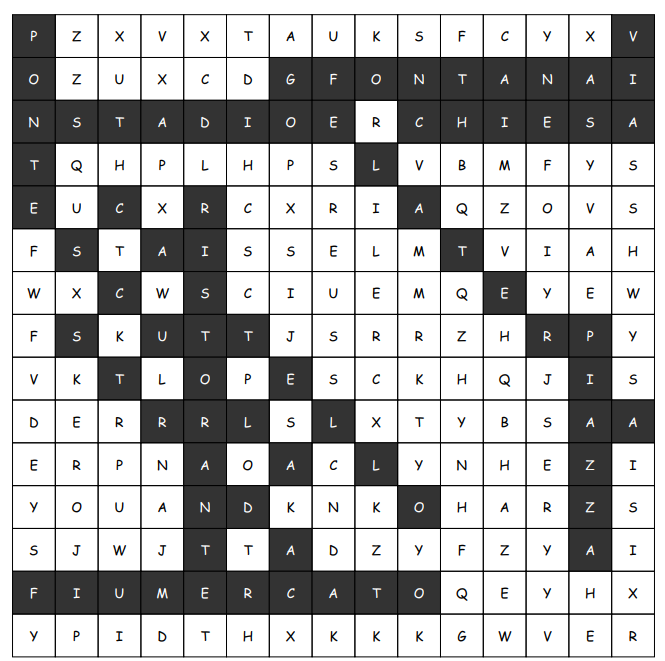 P Z X V X T A U K S F C Y X V
O Z U X C D G F O N T A N A I
N S T A D I O E R C H I E S A
T Q H P L H P S L V B M F Y S
E U C X R C X R I A Q Z O V S
F S T A I S S E L M T V I A H
W X C W S C I U E M Q E Y E W
F S K U T T J S R R Z H R P Y
V K T L O P E S C K H Q J I S
D E R R R L S L X T Y B S A A
E R P N A O A C L Y N H E Z I
Y O U A N D K N K O H A R Z S
S J W J T T A D Z Y F Z Y A I
F I U M E R C A T O Q E Y H X
Y P I D T H X K K K G W V E R